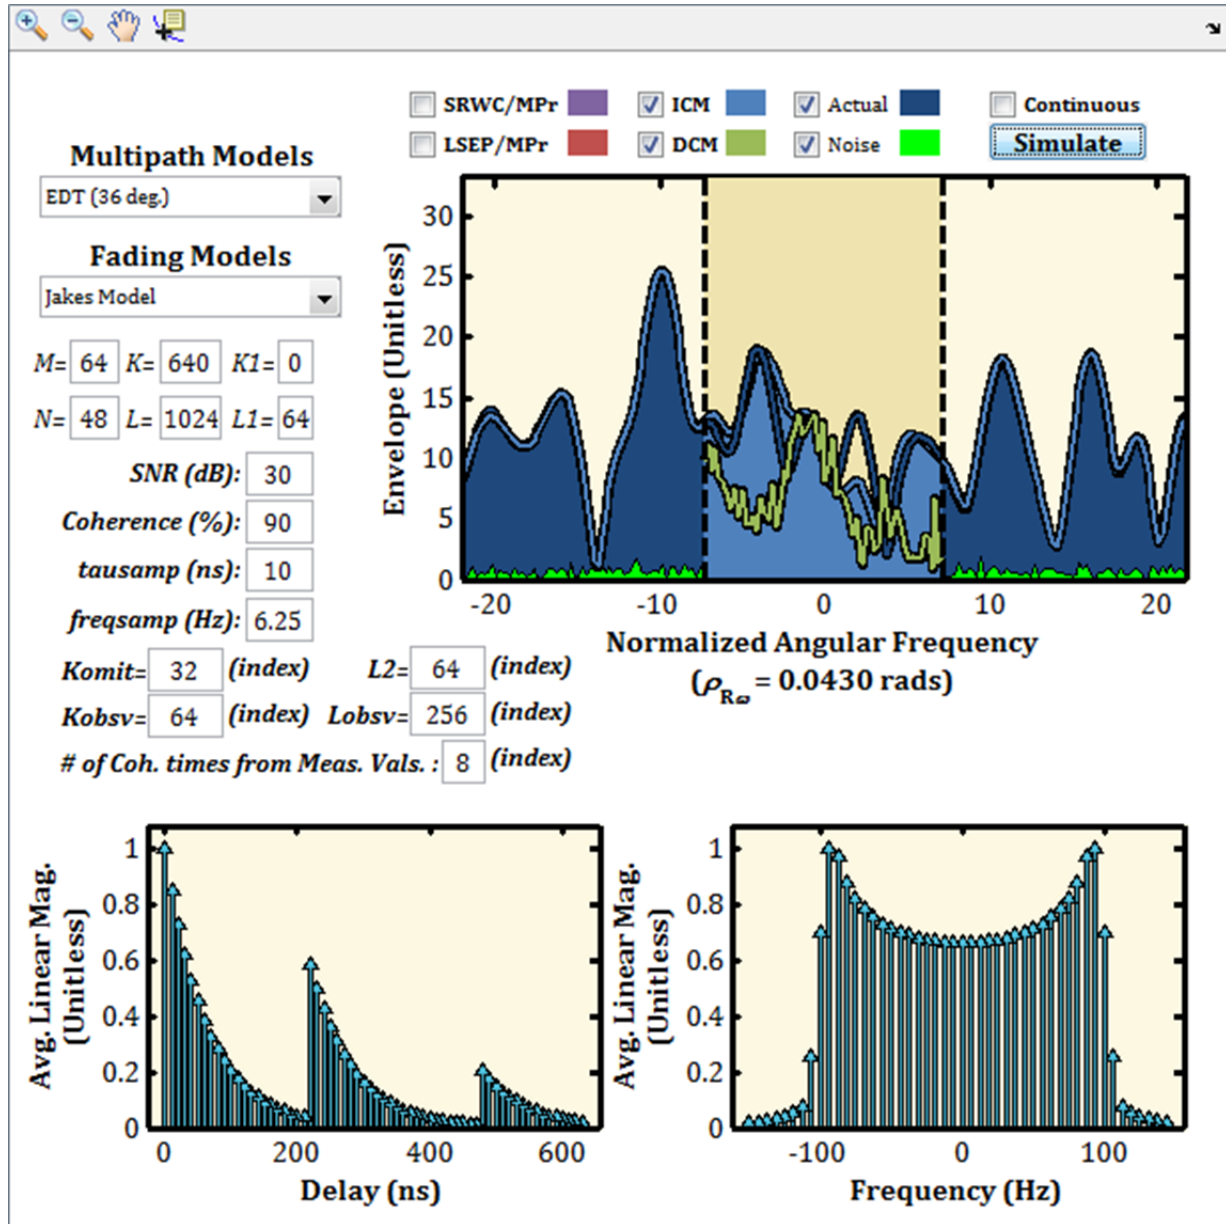 SRWC/MPr ICM Actual Continuous
LSEP/MPr DCM Noise Simulate
Multipath Models
EDT (36 deg.)
Fading Models
Jakes Model
M= 64 K= 640 K1= 0
N= 48 L= 1024 L1= 64
SNR (dB): 30
Coherence (%): 90
tausamp (ns): 10
freqsamp (Hz): 6.25
Komit= 32 (index) L2= 64 (index)
Kobsv= 64 (index) Lobsv= 256 (index)
# of Coh. times from Meas. Vals. : 8 (index)
Envelope (Unitless)
30
25
20
15
10
5
0
-20 -10 0 10 20
Normalized Angular Frequency
(ρRϖ = 0.0430 rads)
Avg. Linear Mag.
(Unitless)
1
0.8
0.6
0.4
0.2
0
0 200 400 600
Delay (ns)
Avg. Linear Mag.
(Unitless)
1
0.8
0.6
0.4
0.2
0
-100 0 100
Frequency (Hz)